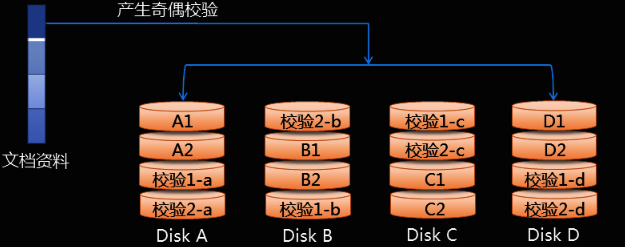 产生奇偶校验
文档资料
A1 校验2-b 校验1-c D1
A2 B1 校验2-c D2
校验1-a B2 C1 校验1-d
校验2-a 校验1-b C2 校验2-d
Disk A Disk B Disk C Disk D